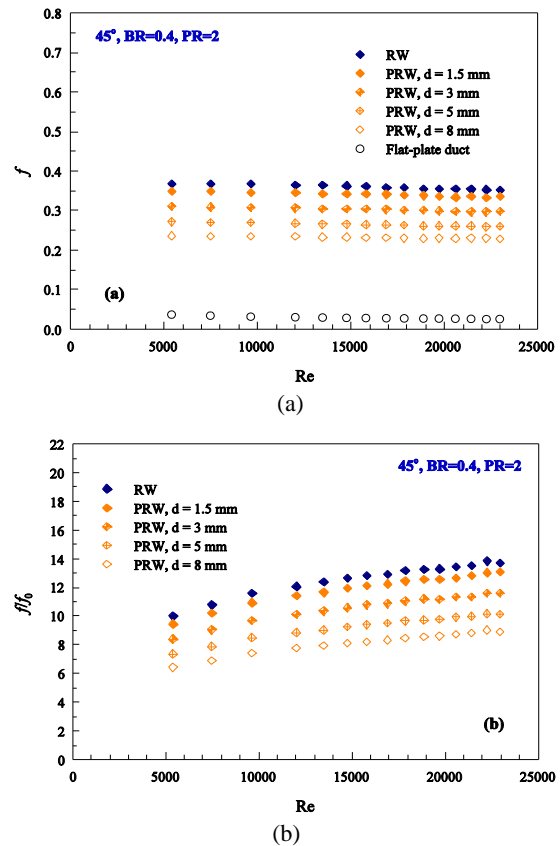 45°, BR=0.4, PR=2
RW
PRW, d = 1.5 mm
PRW, d = 3 mm
PRW, d = 5 mm
PRW, d = 8 mm
Flat-plate duct
0.8
0.7
0.6
0.5
0.4
0.3
0.2
0.1
0.0
f
(a)
0 5000 10000 15000 20000 25000
Re
(a)
45°, BR=0.4, PR=2
RW
PRW, d = 1.5 mm
PRW, d = 3 mm
PRW, d = 5 mm
PRW, d = 8 mm
22
20
18
16
14
12
10
8
6
4
2
0
f/f₀
(b)
0 5000 10000 15000 20000 25000
Re
(b)